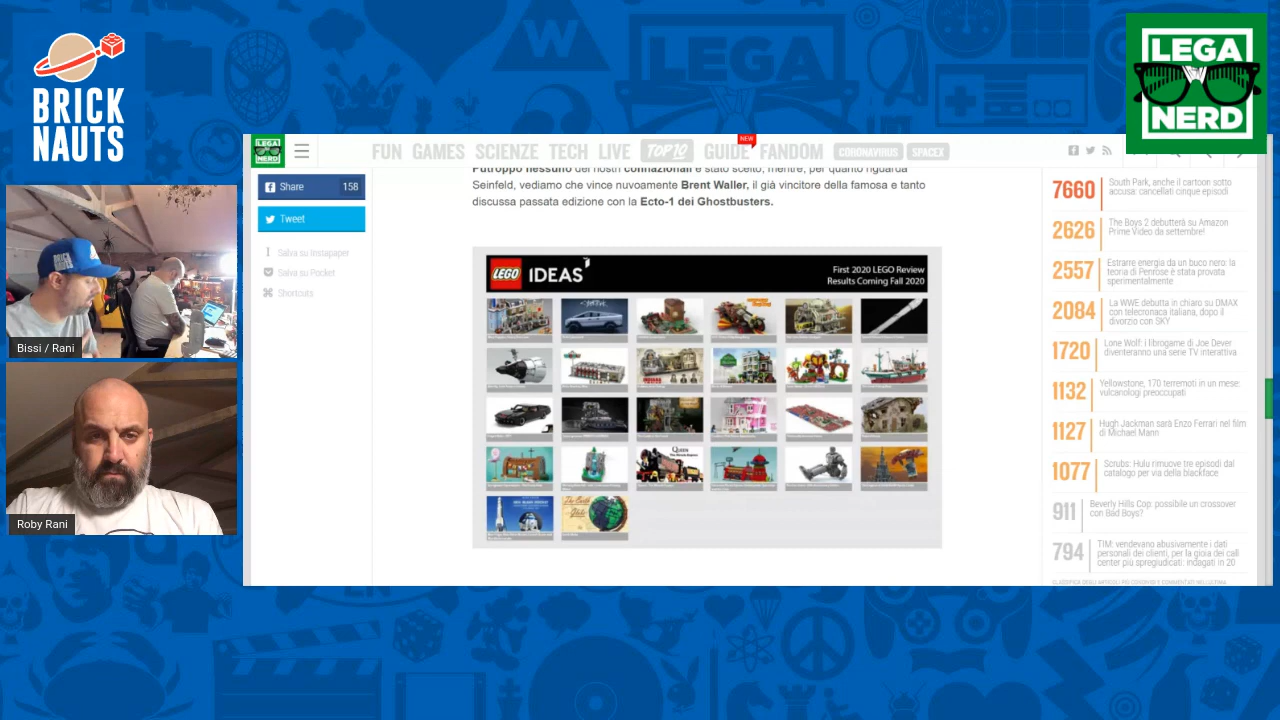 BRICK
NAUTS
LEGA
NERD
Bissi / Rani
Roby Rani
LEGA
NERD
FUN GAMES SCIENZE TECH LIVE TOP10 GUIDE FANDOM CORONAVIRUS SPACEX
NEW
Share 158
Tweet
Salva su Instapaper
Salva su Pocket
Shortcuts
Futroppo nessuno dei nostri connazionali è stato scelto, mentre, per quanto riguarda
Seinfeld, vediamo che vince nuvoamente Brent Waller, il già vincitore della famosa e tanto
discussa passata edizione con la Ecto-1 dei Ghostbusters.
LEGO IDEAS
First 2020 LEGO Review
Results Coming Fall 2020
7660 South Park, anche il cartoon sotto
accusa: cancellati cinque episodi
2626 The Boys 2 debutterà su Amazon
Prime Video da settembre!
2557 Estrarre energia da un buco nero: la
teoria di Penrose è stata provata
sperimentalmente
2084 La WWE debutta in chiaro su DMAX
con telecronaca italiana, dopo il
divorzio con SKY
1720 Lone Wolf: i librogame di Joe Dever
diventeranno una serie TV interattiva
1132 Yellowstone, 170 terremoti in un mese:
vulcanologi preoccupati
1127 Hugh Jackman sarà Enzo Ferrari nel film
di Michael Mann
1077 Scrubs: Hulu rimuove tre episodi dal
catalogo per via della blackface
911 Beverly Hills Cop: possibile un crossover
con Bad Boys?
794 TIM: vendevano abusivamente i dati
personali dei clienti, per la gioia dei call
center più spregiudicati: indagati in 20
W
LEGA